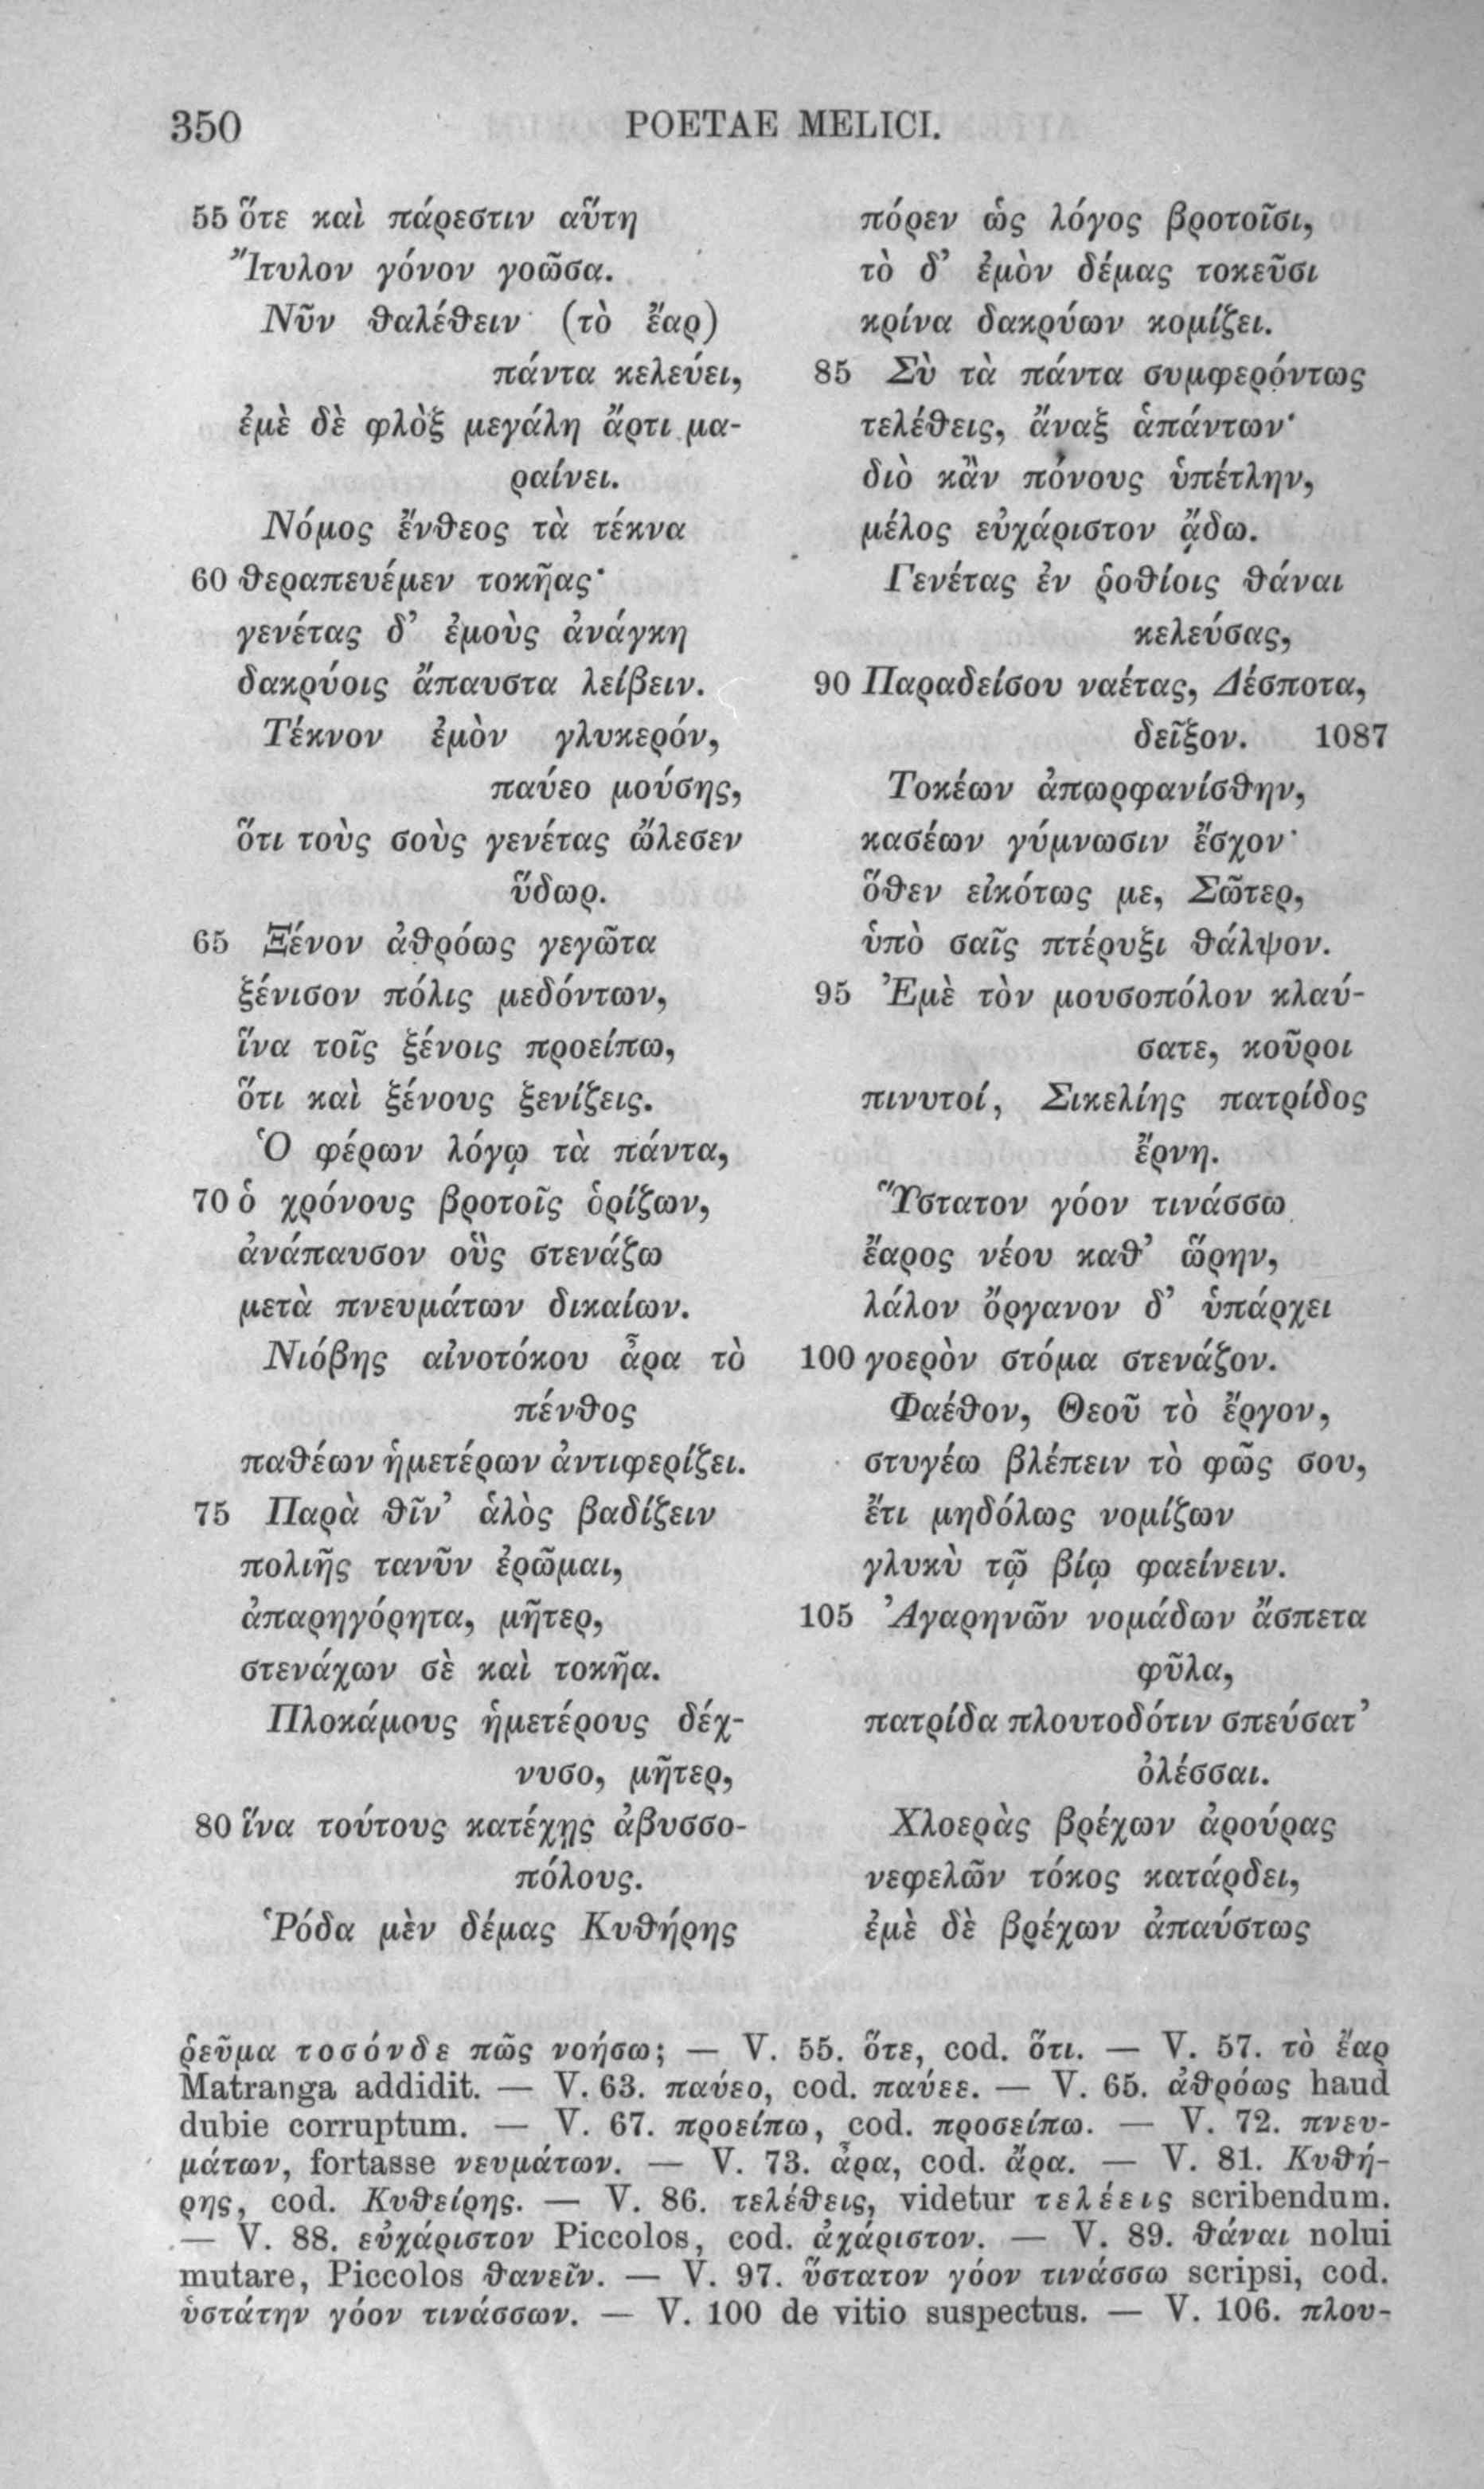 350
POETAE MELICI.
55 ὅτε καὶ πάρεστιν αὕτη
Ἴτυλον γόνον γοῶσα.
Νῦν θαλέθειν (τὸ ἔαρ)
πάντα κελεύει,
ἐμὲ δὲ φλὸξ μεγάλη ἄρτι μα-
ραίνει.
Νόμος ἔνθεος τὰ τέκνα
60 θεραπευέμεν τοκῆας·
γενέτας δ’ ἐμοὺς ἀνάγκη
δακρύοις ἄπαυστα λείβειν.
Τέκνον ἐμὸν γλυκερόν,
παύεο μούσης,
ὅτι τοὺς σοὺς γενέτας ὤλεσεν
ὕδωρ.
65 Ξένον ἀθρόως γεγῶτα
ξένισον πόλις μεδόντων,
ἵνα τοῖς ξένοις προείπω,
ὅτι καὶ ξένους ξενίζεις.
Ὁ φέρων λόγῳ τὰ πάντα,
70 ὁ χρόνους βροτοῖς ὁρίζων,
ἀνάπαυσον οὓς στενάζω
μετὰ πνευμάτων δικαίων.
Νιόβης αἰνοτόκου ἆρα τὸ
πένθος
παθέων ἡμετέρων ἀντιφερίζει.
75 Παρὰ θῖν’ ἁλὸς βαδίζειν
πολιῆς τανῦν ἐρῶμαι,
ἀπαρηγόρητα, μῆτερ,
στενάχων σὲ καὶ τοκῆα.
Πλοκάμους ἡμετέρους δέχ-
νυσο, μῆτερ,
80 ἵνα τούτους κατέχῃς ἀβυσσο-
πόλους.
Ῥόδα μὲν δέμας Κυθήρης
πόρεν ὡς λόγος βροτοῖσι,
τὸ δ’ ἐμὸν δέμας τοκεῦσι
κρίνα δακρύων κομίζει.
85 Σὺ τὰ πάντα συμφερόντως
τελέθεις, ἄναξ ἁπάντων·
διὸ κἂν πόνους ὑπέτλην,
μέλος εὐχάριστον ᾄδω.
Γενέτας ἐν ῥοθίοις θάναι
κελεύσας,
90 Παραδείσου ναέτας, Δέσποτα,
δεῖξον. 1087
Τοκέων ἀπωρφανίσθην,
κασέων γύμνωσιν ἔσχον·
ὅθεν εἰκότως με, Σῶτερ,
ὑπὸ σαῖς πτέρυξι θάλψον.
95 Ἐμὲ τὸν μουσοπόλον κλαύ-
σατε, κοῦροι
πινυτοί, Σικελίης πατρίδος
ἔρνη.
Ὕστατον γόον τινάσσω
ἔαρος νέου καθ’ ὥρην,
λάλον ὄργανον δ’ ὑπάρχει
100 γοερὸν στόμα στενάζον.
Φαέθον, Θεοῦ τὸ ἔργον,
στυγέω βλέπειν τὸ φῶς σου,
ἔτι μηδόλως νομίζων
γλυκὺ τῷ βίῳ φαείνειν.
105 Ἀγαρηνῶν νομάδων ἄσπετα
φῦλα,
πατρίδα πλουτοδότιν σπεύσατ’
ὀλέσσαι.
Χλοερὰς βρέχων ἀρούρας
νεφελῶν τόκος κατάρδει,
ἐμὲ δὲ βρέχων ἀπαύστως
ῥεῦμα τοσόνδε πῶς νοήσω; — V. 55. ὅτε, cod. ὅτι. — V. 57. τὸ ἔαρ
Matranga addidit. — V. 63. παύεο, cod. παύεε. — V. 65. ἀθρόως haud
dubie corruptum. — V. 67. προείπω, cod. προσείπω. — V. 72. πνευ-
μάτων, fortasse νευμάτων. — V. 73. ἆρα, cod. ἄρα. — V. 81. Κυθή-
ρης, cod. Κυθείρης. — V. 86. τελέθεις, videtur τελέεις scribendum.
— V. 88. εὐχάριστον Piccolos, cod. ἀχάριστον. — V. 89. θάναι nolui
mutare, Piccolos θανεῖν. — V. 97. ὕστατον γόον τινάσσω scripsi, cod.
ὑστάτην γόον τινάσσων. — V. 100 de vitio suspectus. — V. 106. πλου-